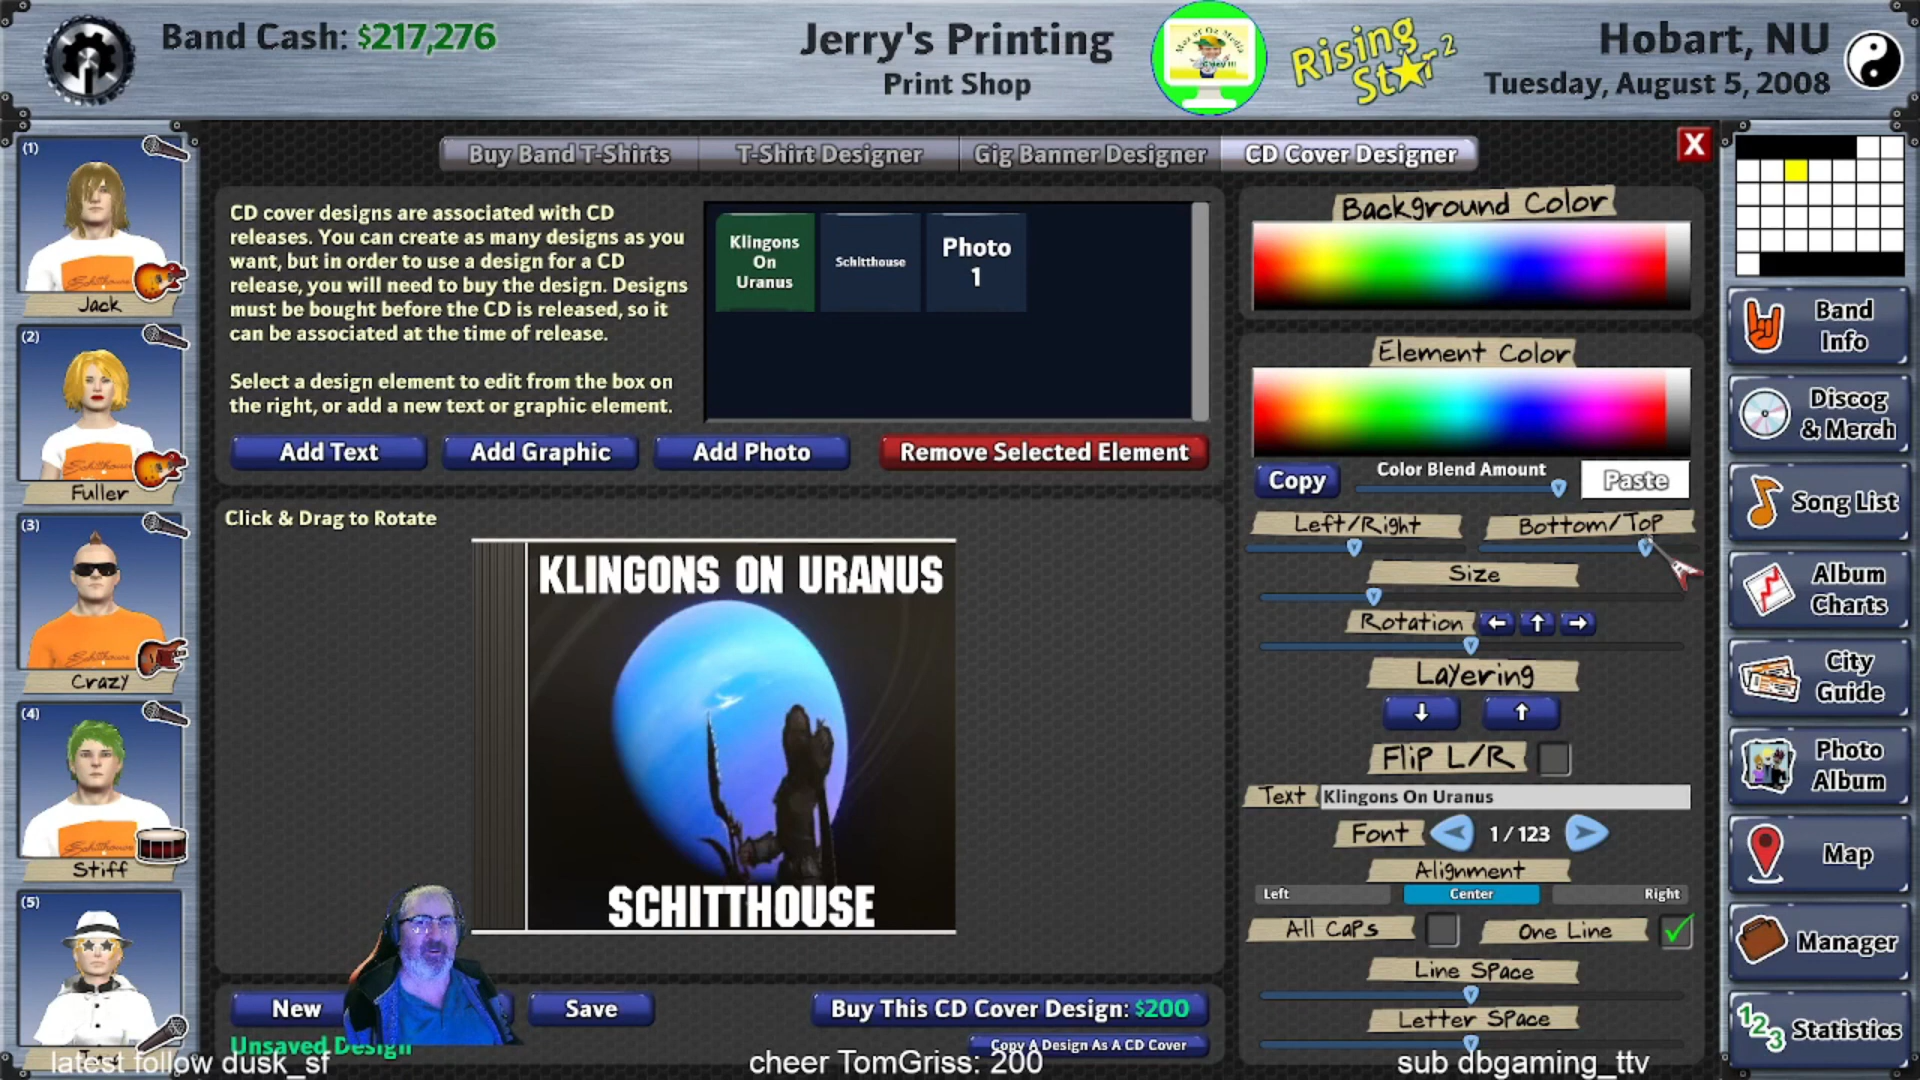 Band Cash: $217,276
Jerry's Printing
Print Shop
Rising Star 2
Hobart, NU
Tuesday, August 5, 2008
Buy Band T-Shirts
T-Shirt Designer
Gig Banner Designer
CD Cover Designer
X
(1)
Jack
(2)
Fuller
(3)
Crazy
(4)
Stiff
(5)
CD cover designs are associated with CD
releases. You can create as many designs as you
want, but in order to use a design for a CD
release, you will need to buy the design. Designs
must be bought before the CD is released, so it
can be associated at the time of release.
Select a design element to edit from the box on
the right, or add a new text or graphic element.
Klingons
On
Uranus
Schitthouse
Photo
1
Add Text
Add Graphic
Add Photo
Remove Selected Element
Click & Drag to Rotate
KLINGONS ON URANUS
SCHITTHOUSE
New
Save
Buy This CD Cover Design: $200
Unsaved Design
Copy A Design As A CD Cover
Background Color
Element Color
Copy
Color Blend Amount
Paste
Left/Right
Bottom/Top
Size
Rotation
Layering
Flip L/R
Text
Klingons On Uranus
Font
1 / 123
Alignment
Left
Center
Right
All Caps
One Line
Line Space
Letter Space
Band
Info
Discog
& Merch
Song List
Album
Charts
City
Guide
Photo
Album
Map
Manager
123
Statistics
latest follow dusk_sf
cheer TomGriss: 200
sub dbgaming_ttv